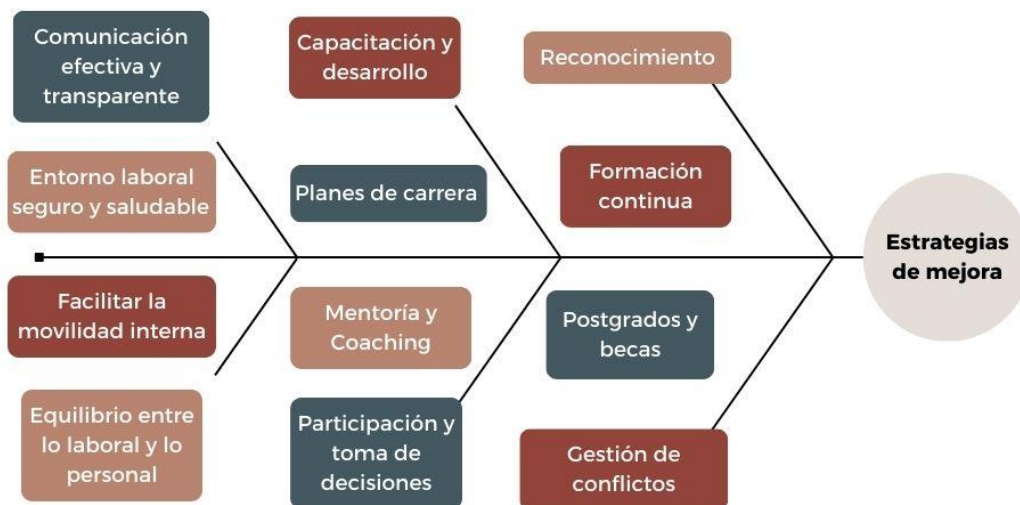 Comunicación
efectiva y
transparente
Capacitación y
desarrollo
Reconocimiento
Entorno laboral
seguro y saludable
Planes de carrera
Formación
continua
Estrategias
de mejora
Facilitar la
movilidad interna
Mentoría y
Coaching
Postgrados y
becas
Equilibrio entre
lo laboral y lo
personal
Participación y
toma de
decisiones
Gestión de
conflictos